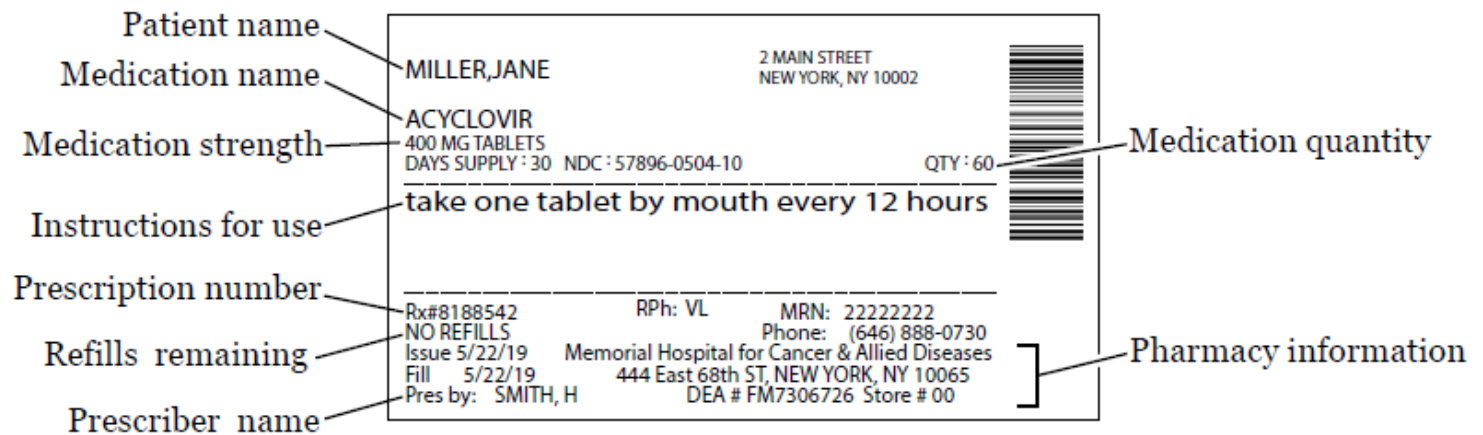 Patient name
MILLER,JANE
2 MAIN STREET
NEW YORK, NY 10002
Medication name
ACYCLOVIR
Medication strength
400 MG TABLETS
DAYS SUPPLY : 30 NDC : 57896-0504-10 QTY : 60
Medication quantity
take one tablet by mouth every 12 hours
Instructions for use
Prescription number
Rx#8188542 RPh: VL MRN: 22222222
NO REFILLS Phone: (646) 888-0730
Refills remaining
Issue 5/22/19 Memorial Hospital for Cancer & Allied Diseases
Fill 5/22/19 444 East 68th ST, NEW YORK, NY 10065
Pres by: SMITH, H DEA # FM7306726 Store # 00
Pharmacy information
Prescriber name